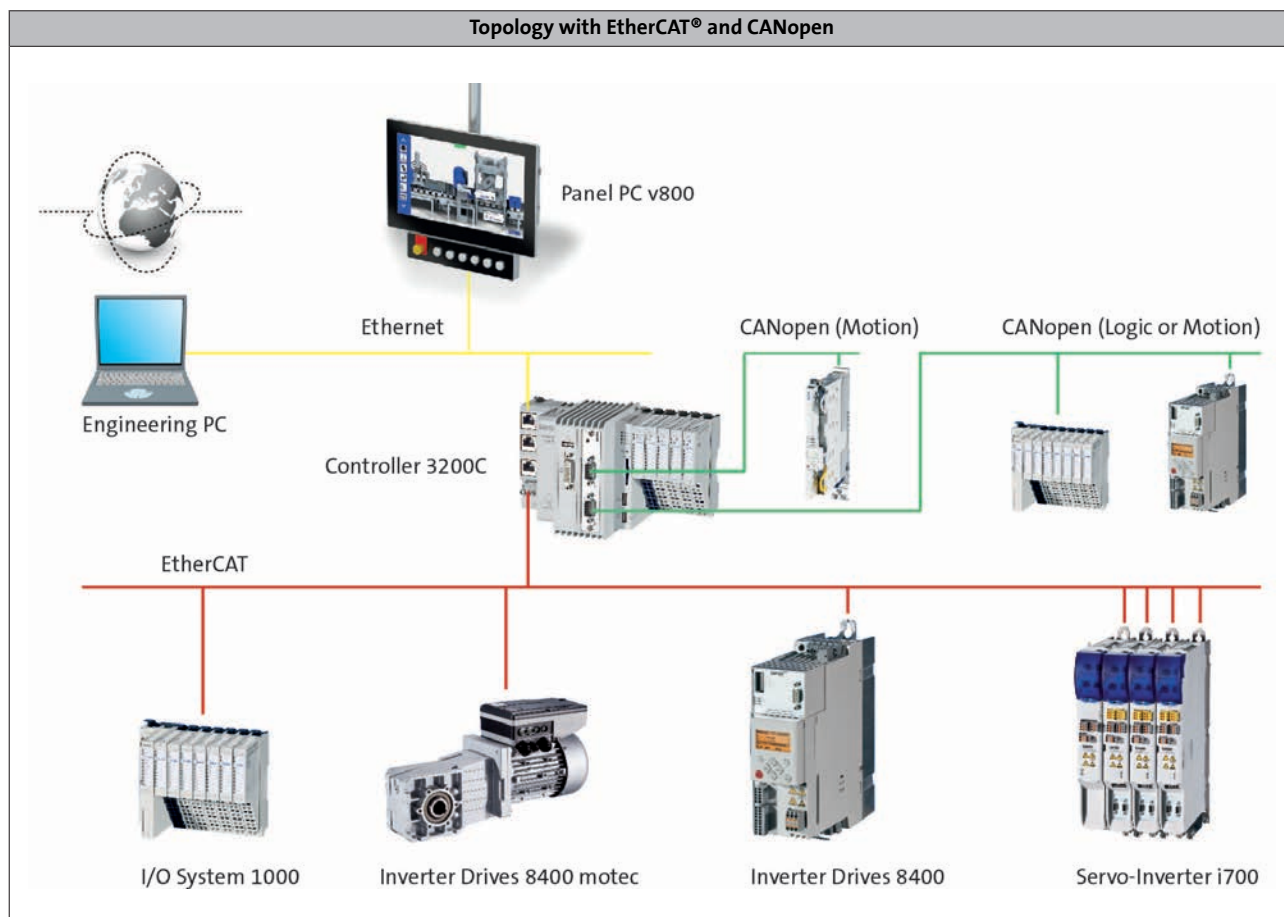 Topology with EtherCAT® and CANopen
Panel PC v800
Ethernet
CANopen (Motion)
CANopen (Logic or Motion)
Engineering PC
Controller 3200C
EtherCAT
I/O System 1000
Inverter Drives 8400 motec
Inverter Drives 8400
Servo-Inverter i700